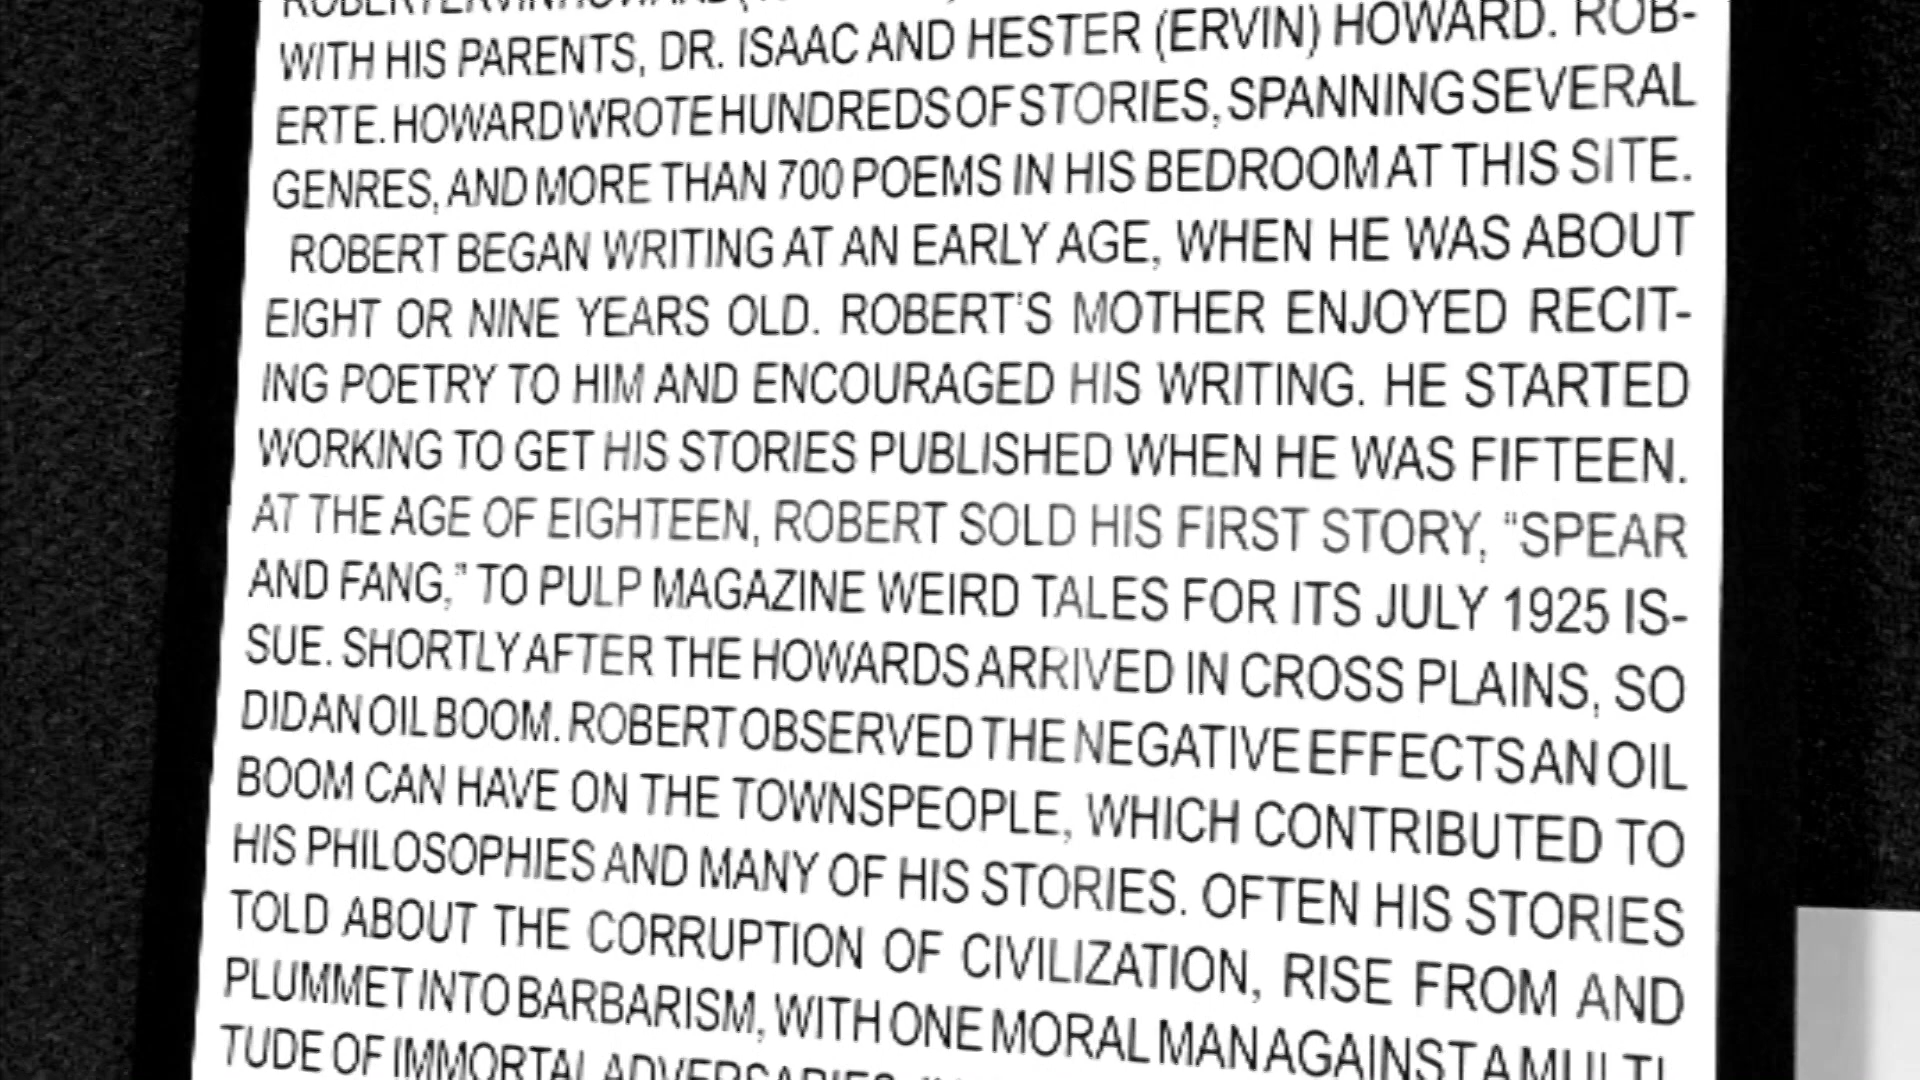 WITH HIS PARENTS, DR. ISAAC AND HESTER (ERVIN) HOWARD. ROB-
ERT E. HOWARD WROTE HUNDREDS OF STORIES, SPANNING SEVERAL
GENRES, AND MORE THAN 700 POEMS IN HIS BEDROOM AT THIS SITE.
ROBERT BEGAN WRITING AT AN EARLY AGE, WHEN HE WAS ABOUT
EIGHT OR NINE YEARS OLD. ROBERT'S MOTHER ENJOYED RECIT-
ING POETRY TO HIM AND ENCOURAGED HIS WRITING. HE STARTED
WORKING TO GET HIS STORIES PUBLISHED WHEN HE WAS FIFTEEN.
AT THE AGE OF EIGHTEEN, ROBERT SOLD HIS FIRST STORY, "SPEAR
AND FANG," TO PULP MAGAZINE WEIRD TALES FOR ITS JULY 1925 IS-
SUE. SHORTLY AFTER THE HOWARDS ARRIVED IN CROSS PLAINS, SO
DID AN OIL BOOM. ROBERT OBSERVED THE NEGATIVE EFFECTS AN OIL
BOOM CAN HAVE ON THE TOWNSPEOPLE, WHICH CONTRIBUTED TO
HIS PHILOSOPHIES AND MANY OF HIS STORIES. OFTEN HIS STORIES
TOLD ABOUT THE CORRUPTION OF CIVILIZATION, RISE FROM AND
PLUMMET INTO BARBARISM, WITH ONE MORAL MAN AGAINST A MULTI-
TUDE OF IMMORTAL ADVERSARIES.